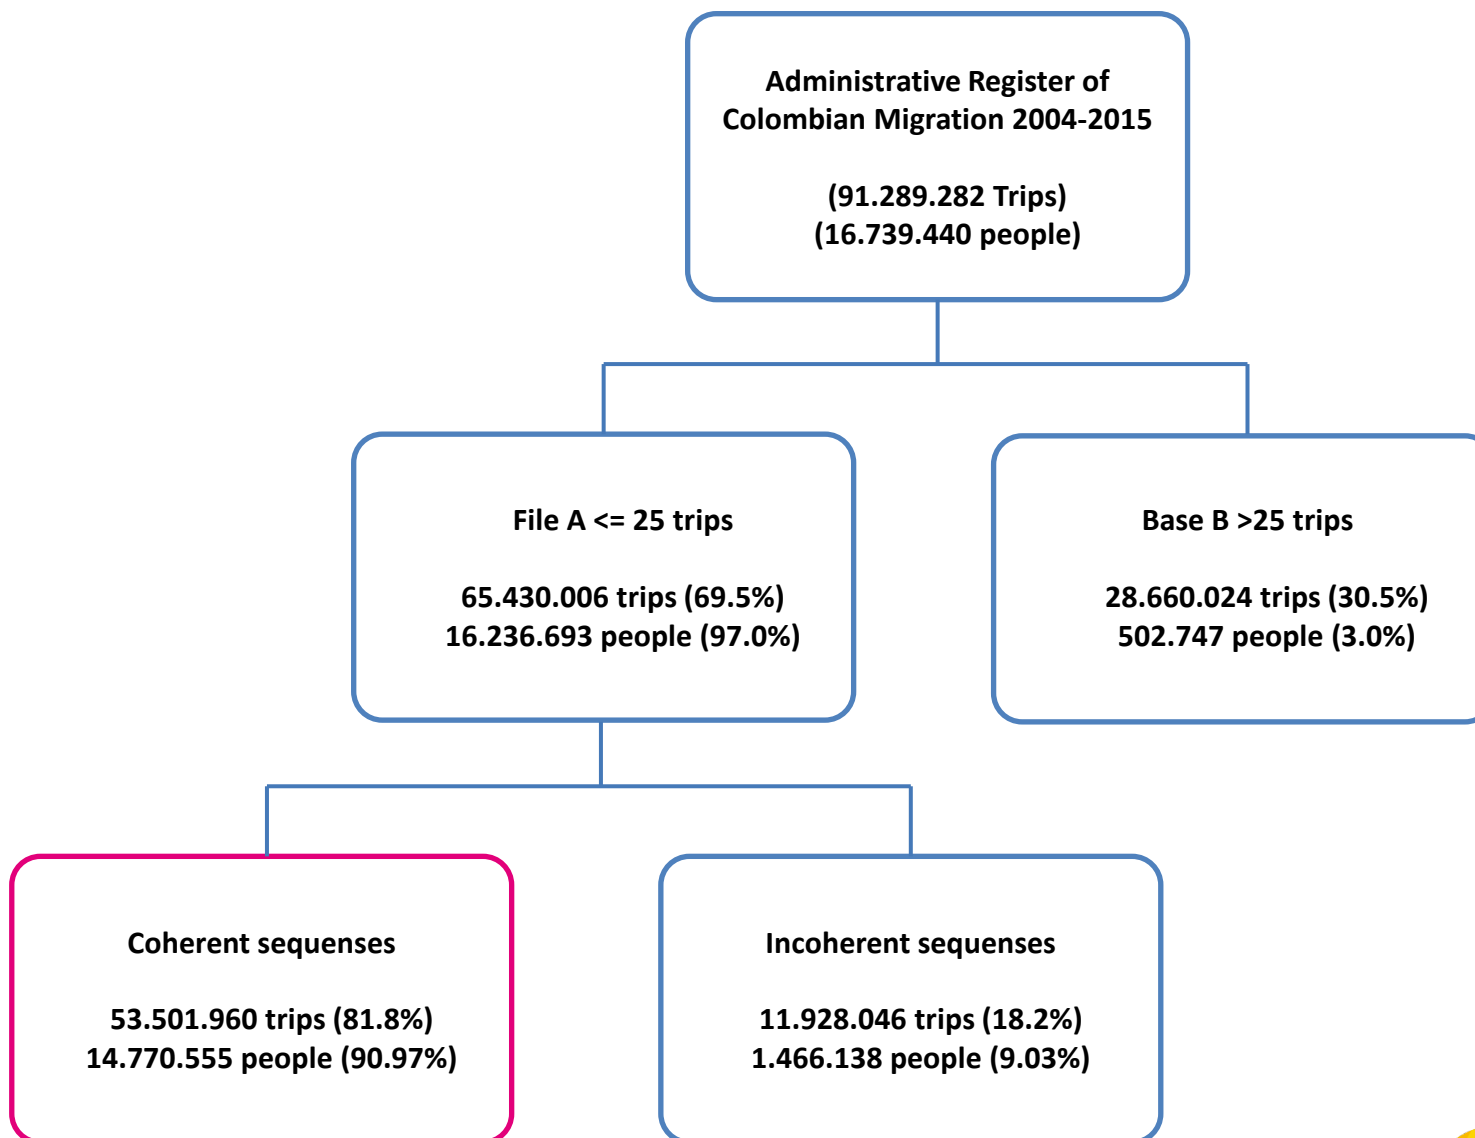 Administrative Register of
Colombian Migration 2004-2015
(91.289.282 Trips)
(16.739.440 people)
File A <= 25 trips
65.430.006 trips (69.5%)
16.236.693 people (97.0%)
Base B >25 trips
28.660.024 trips (30.5%)
502.747 people (3.0%)
Coherent sequenses
53.501.960 trips (81.8%)
14.770.555 people (90.97%)
Incoherent sequenses
11.928.046 trips (18.2%)
1.466.138 people (9.03%)